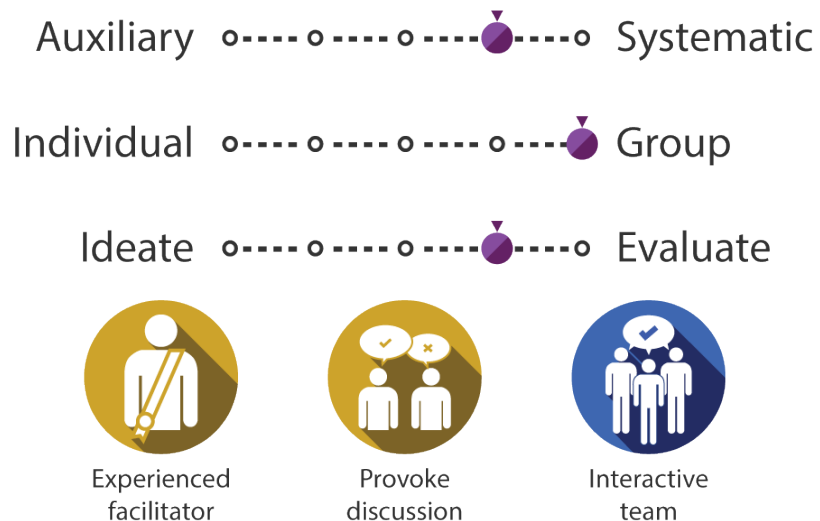 Auxiliary Systematic
Individual Group
Ideate Evaluate
Experienced Provoke Interactive
facilitator discussion team